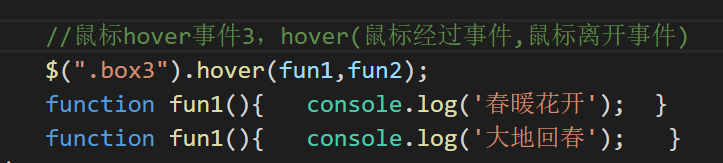 //鼠标hover事件3，hover(鼠标经过事件,鼠标离开事件)
$(".box3").hover(fun1,fun2);
function fun1(){   console.log('春暖花开');  }
function fun1(){   console.log('大地回春');    }